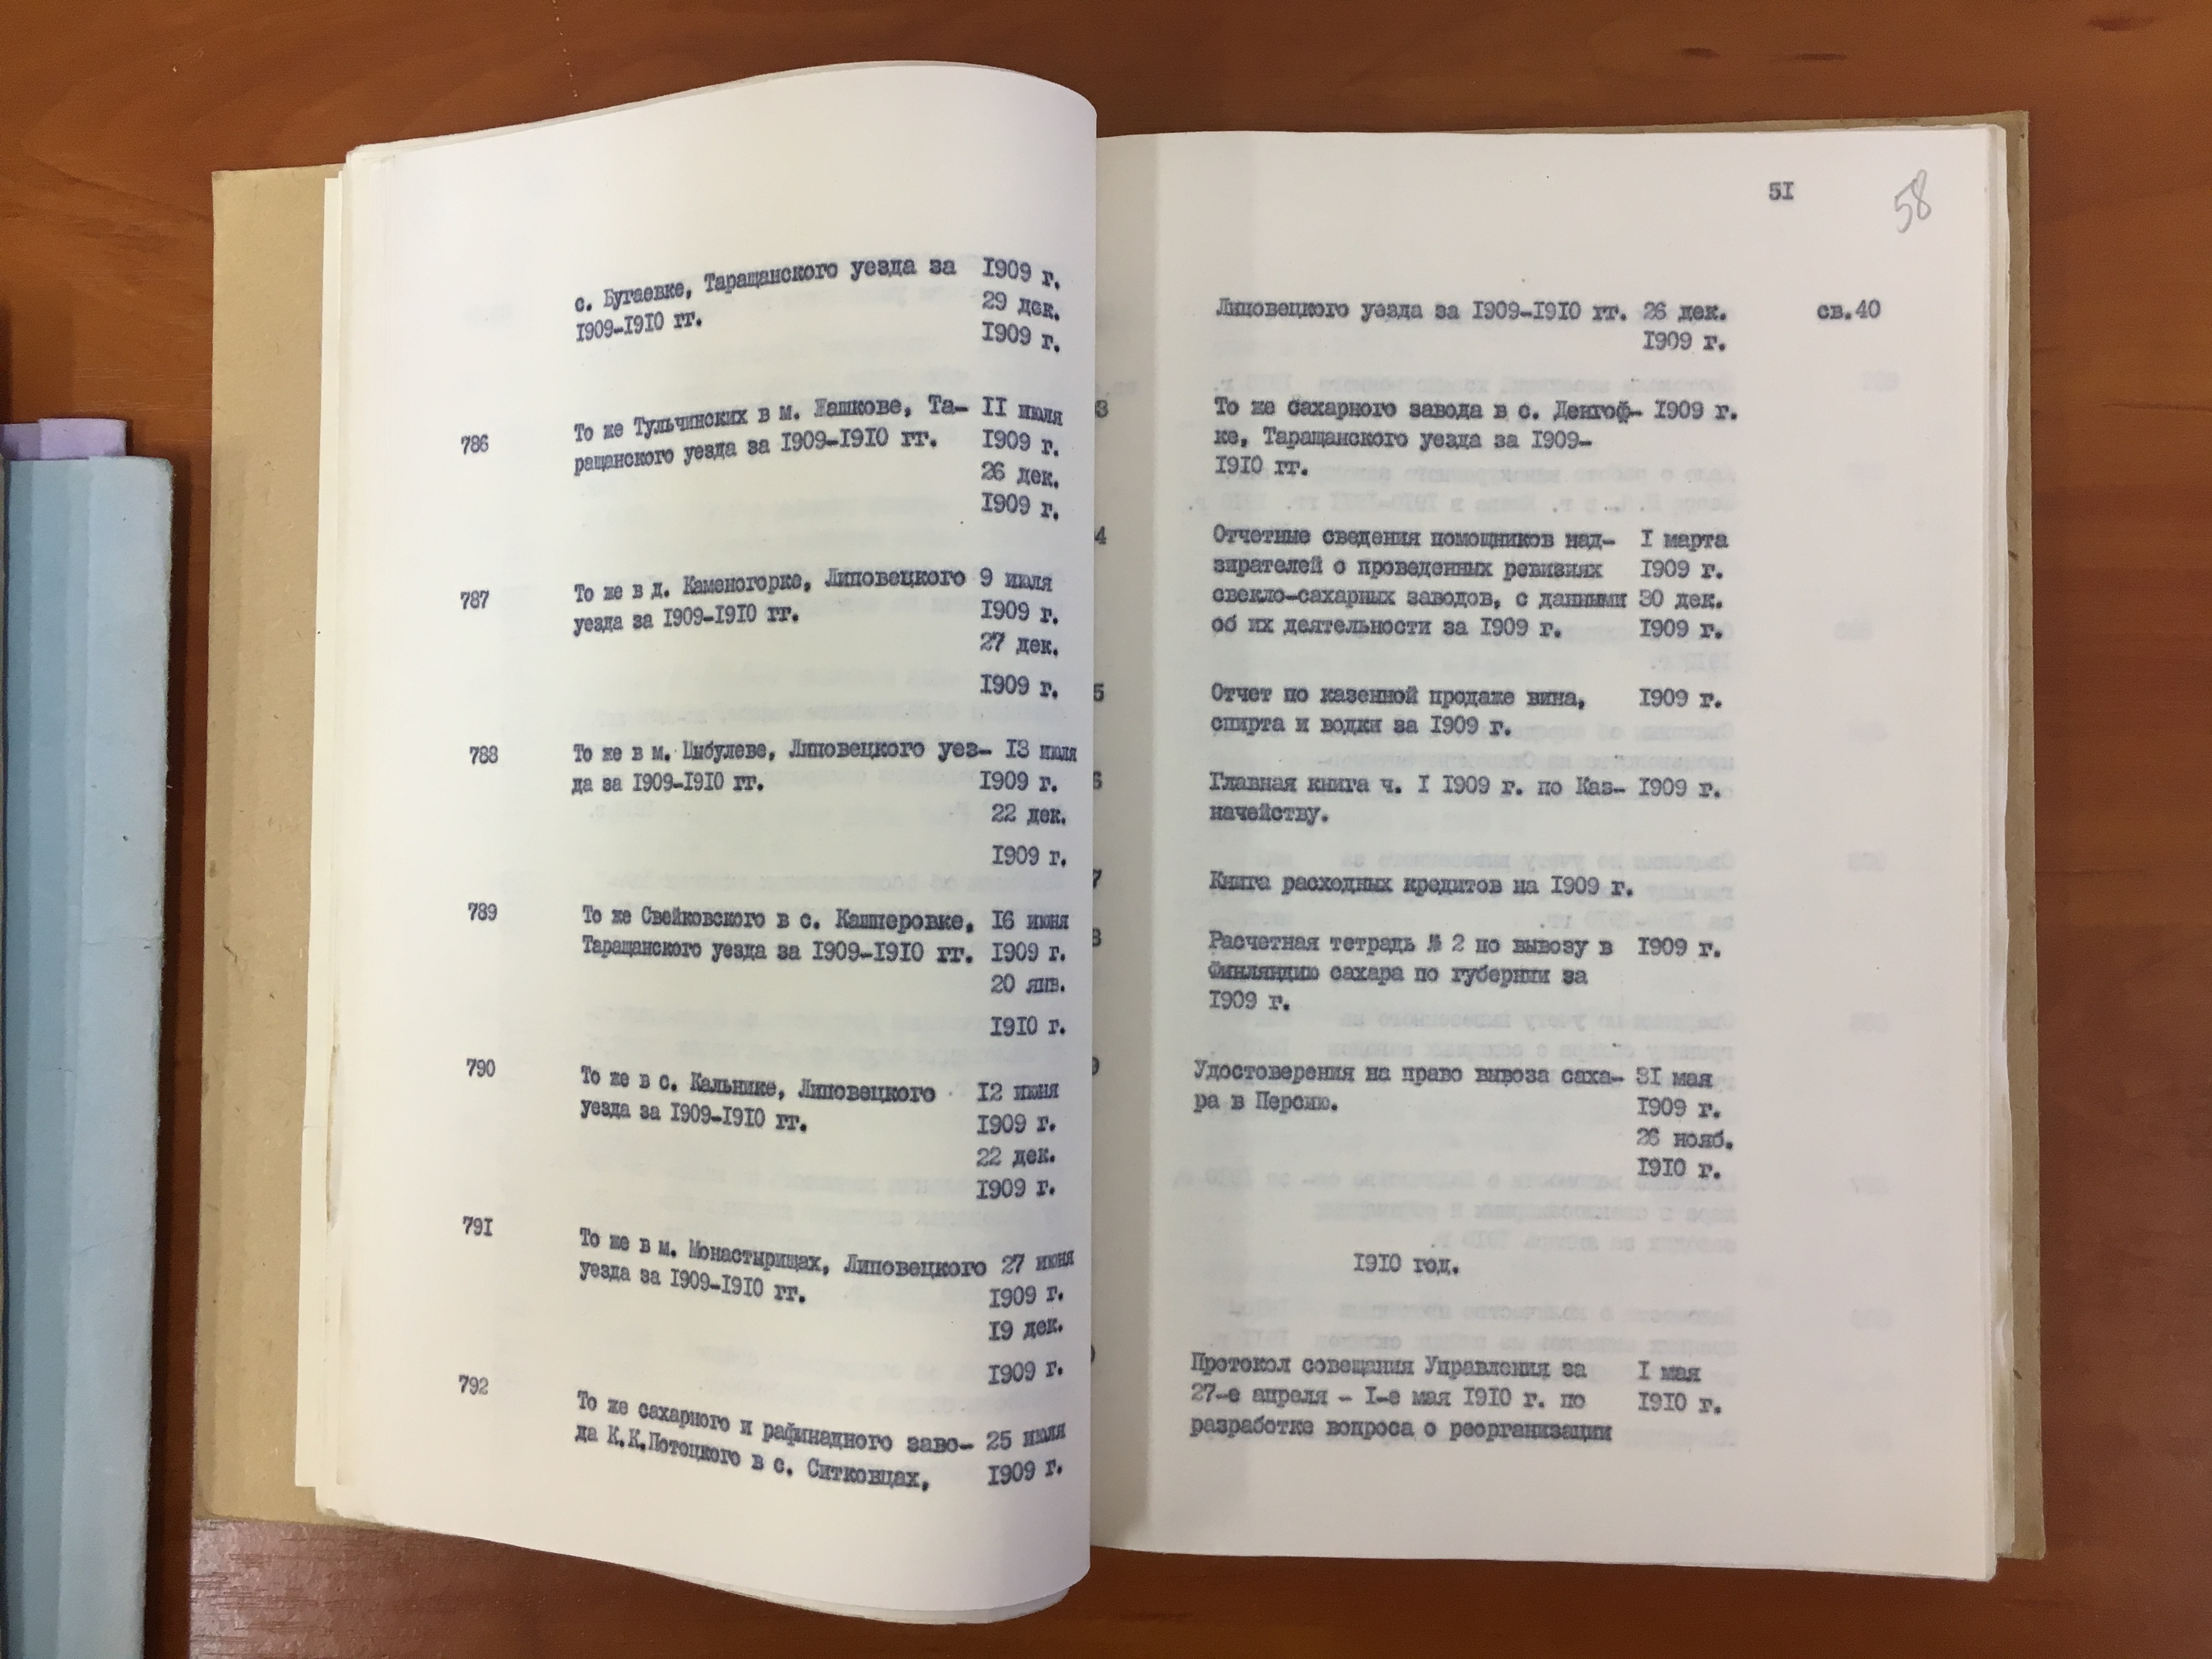 с. Бугаевке, Таращанского уезда за 1909 г.
1909-1910 гг. 29 дек.
1909 г.
786 То же Тульчинских в м. Жашкове, Та- II июля
ращанского уезда за 1909-1910 гг. 1909 г.
26 дек.
1909 г.
787 То же в д. Каменогорке, Липовецкого 9 июля
уезда за 1909-1910 гг. 1909 г.
27 дек.
1909 г.
788 То же в м. Цыбулеве, Липовецкого уез- 13 июля
да за 1909-1910 гг. 1909 г.
22 дек.
1909 г.
789 То же Свейковского в с. Кашперовке, 16 июня
Таращанского уезда за 1909-1910 гг. 1909 г.
20 янв.
1910 г.
790 То же в с. Кальнике, Липовецкого 12 июня
уезда за 1909-1910 гг. 1909 г.
22 дек.
1909 г.
791 То же в м. Монастырищах, Липовецкого 27 июня
уезда за 1909-1910 гг. 1909 г.
19 дек.
1909 г.
792 То же сахарного и рафинадного заво- 25 июля
да К.К.Потоцкого в с. Ситковцах, 1909 г.
51
58
Липовецкого уезда за 1909-1910 гг. 26 дек. св.40
1909 г.
3 То же сахарного завода в с. Денгоф- 1909 г.
ке, Таращанского уезда за 1909-
1910 гг.
4 Отчетные сведения помощников над- I марта
зирателей о проведенных ревизиях 1909 г.
свекло-сахарных заводов, с данными 30 дек.
об их деятельности за 1909 г. 1909 г.
5 Отчет по казенной продаже вина, 1909 г.
спирта и водки за 1909 г.
6 Главная книга ч. I 1909 г. по Каз- 1909 г.
начейству.
7 Книга расходных кредитов на 1909 г.
8 Расчетная тетрадь № 2 по вывозу в 1909 г.
Финляндию сахара по губернии за
1909 г.
9 Удостоверения на право вывоза саха- 31 мая
ра в Персию. 1909 г.
26 нояб.
1910 г.
1910 год.
0 Протокол совещания Управления за I мая
27-е апреля - I-е мая 1910 г. по 1910 г.
разработке вопроса о реорганизации